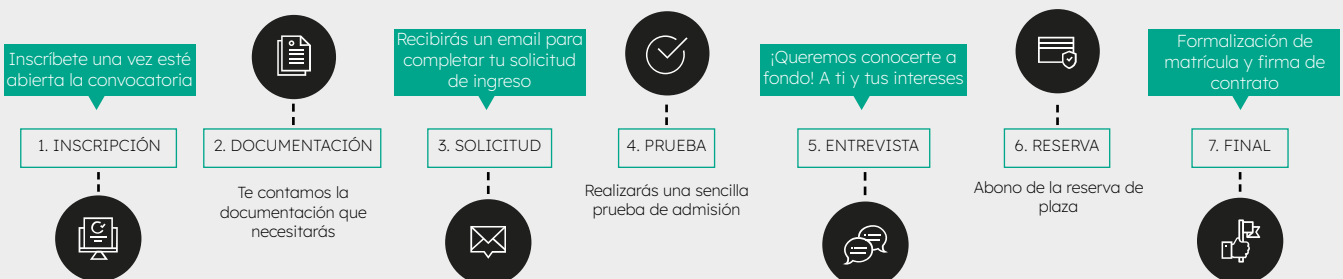 Inscríbete una vez esté
abierta la convocatoria
1. INSCRIPCIÓN
2. DOCUMENTACIÓN
Te contamos la
documentación que
necesitarás
Recibirás un email para
completar tu solicitud
de ingreso
3. SOLICITUD
4. PRUEBA
Realizarás una sencilla
prueba de admisión
¡Queremos conocerte a
fondo! A ti y tus intereses
5. ENTREVISTA
6. RESERVA
Abono de la reserva de
plaza
Formalización de
matrícula y firma de
contrato
7. FINAL